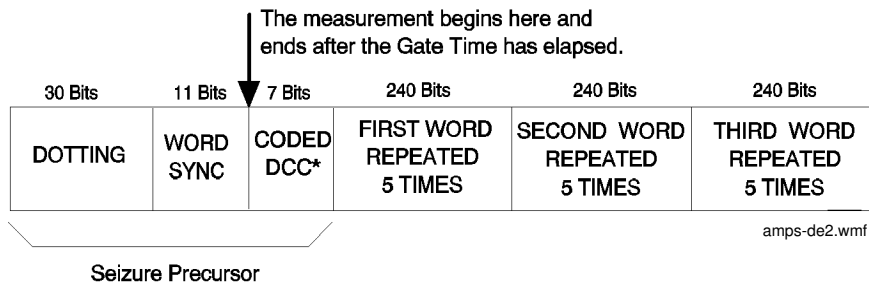 The measurement begins here and
ends after the Gate Time has elapsed.
30 Bits 11 Bits 7 Bits 240 Bits 240 Bits 240 Bits
DOTTING
WORD
SYNC
CODED
DCC*
FIRST WORD
REPEATED
5 TIMES
SECOND WORD
REPEATED
5 TIMES
THIRD WORD
REPEATED
5 TIMES
amps-de2.wmf
Seizure Precursor